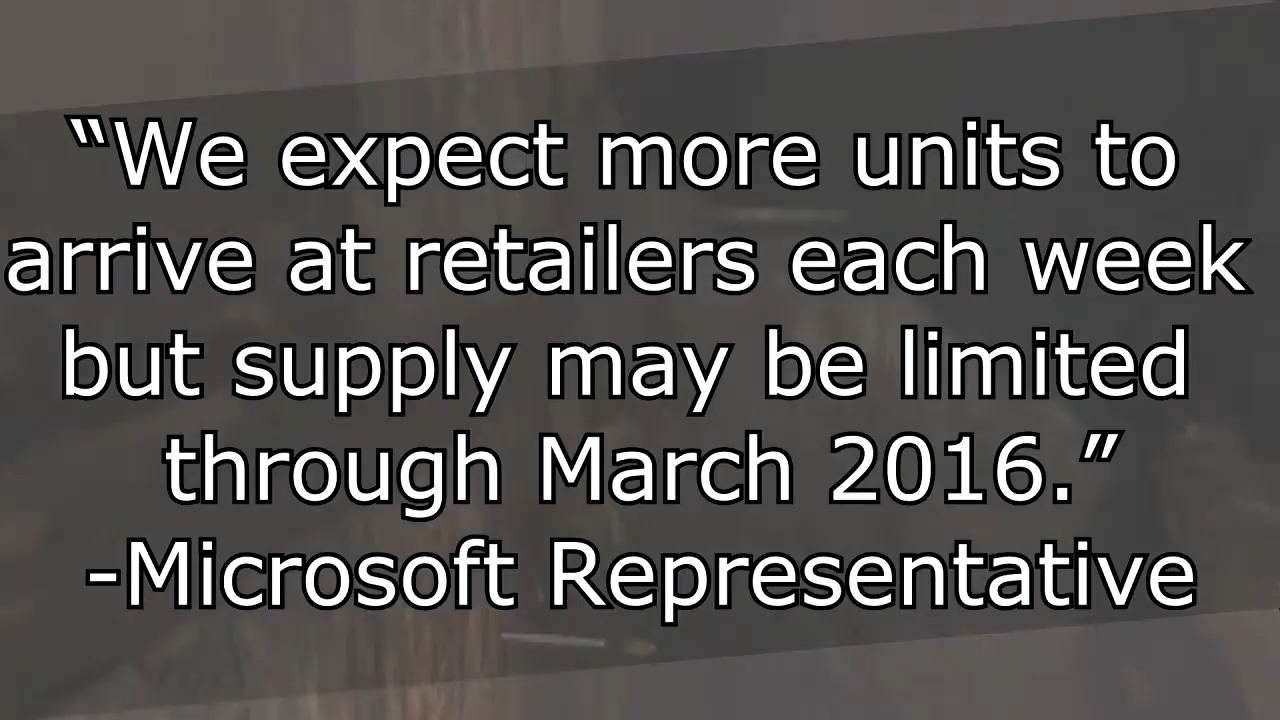 “We expect more units to
arrive at retailers each week
but supply may be limited
through March 2016.”
-Microsoft Representative